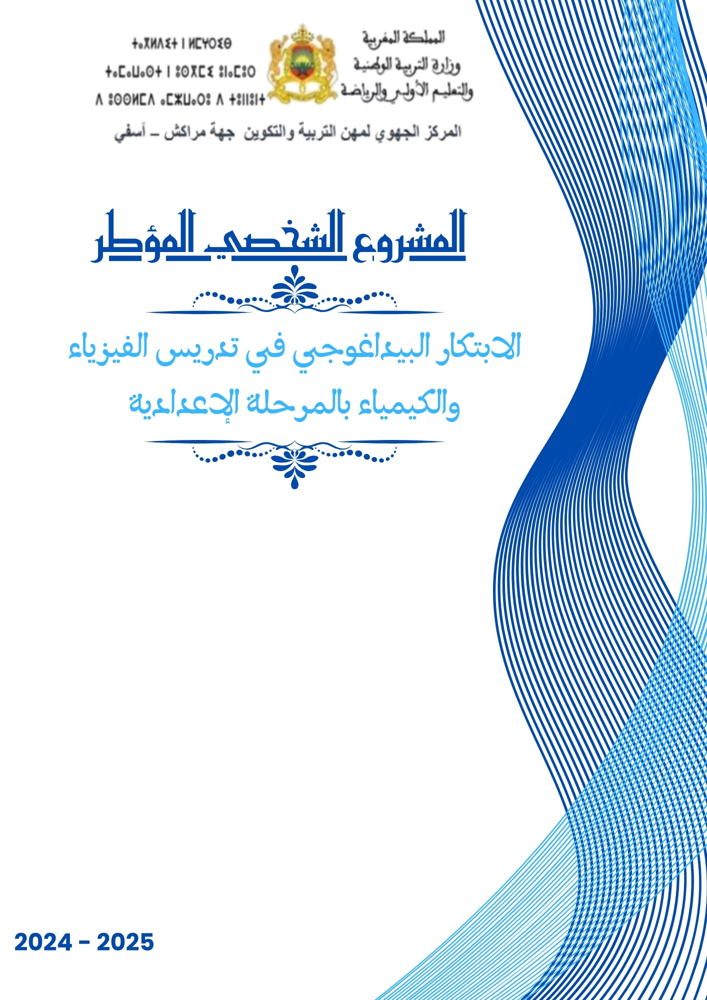 المملكة المغربية
وزارة التربية الوطنية
والتعليم الأولي والرياضة
ⵜⴰⴳⵍⴷⵉⵜ ⵏ ⵍⵎⵖⵔⵉⴱ
ⵜⴰⵎⴰⵡⴰⵙⵜ ⵏ ⵓⵙⴳⵎⵉ ⵓⵏⴰⵎⵓⵔ
ⴷ ⵓⵙⵙⵍⵎⴷ ⴰⵎⵣⵡⴰⵔⵓ ⴷ ⵜⵓⵏⵏⵓⵏⵜ
المركز الجهوي لمهن التربية والتكوين جهة مراكش – آسفي
المشروع الشخصي المؤطر
الابتكار البيداغوجي في تدريس الفيزياء
والكيمياء بالمرحلة الإعدادية
2024 - 2025